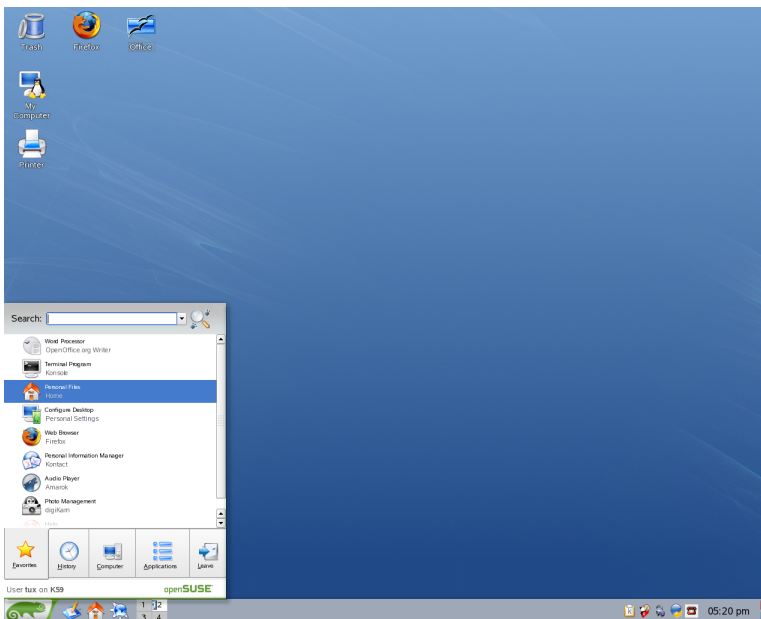 Trash
Firefox
Office
My
Computer
Printer
Search:
Word Processor
OpenOffice.org Writer
Terminal Program
Konsole
Personal Files
Home
Configure Desktop
Personal Settings
Web Browser
Firefox
Personal Information Manager
Kontact
Audio Player
Amarok
Photo Management
digiKam
Help
Favorites
History
Computer
Applications
Leave
User tux on K59
openSUSE
1 2
3 4
05:20 pm